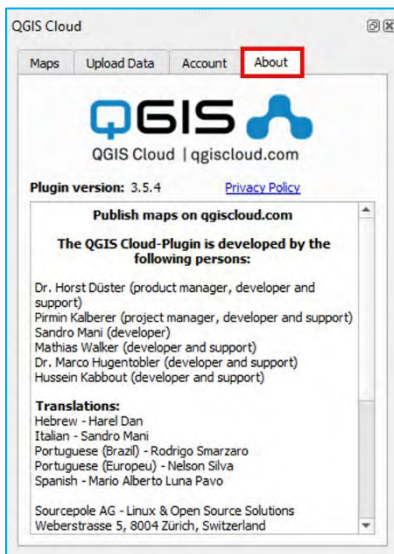 QGIS Cloud
Maps Upload Data Account About
QGIS
QGIS Cloud | qgiscloud.com
Plugin version: 3.5.4 Privacy Policy
Publish maps on qgiscloud.com
The QGIS Cloud-Plugin is developed by the
following persons:
Dr. Horst Düster (product manager, developer and
support)
Pirmin Kalberer (project manager, developer and support)
Sandro Mani (developer)
Mathias Walker (developer and support)
Dr. Marco Hugentobler (developer and support)
Hussein Kabbout (developer and support)
Translations:
Hebrew - Harel Dan
Italian - Sandro Mani
Portuguese (Brazil) - Rodrigo Smarzaro
Portuguese (Europeu) - Nelson Silva
Spanish - Mario Alberto Luna Pavo
Sourcepole AG - Linux & Open Source Solutions
Weberstrasse 5, 8004 Zürich, Switzerland